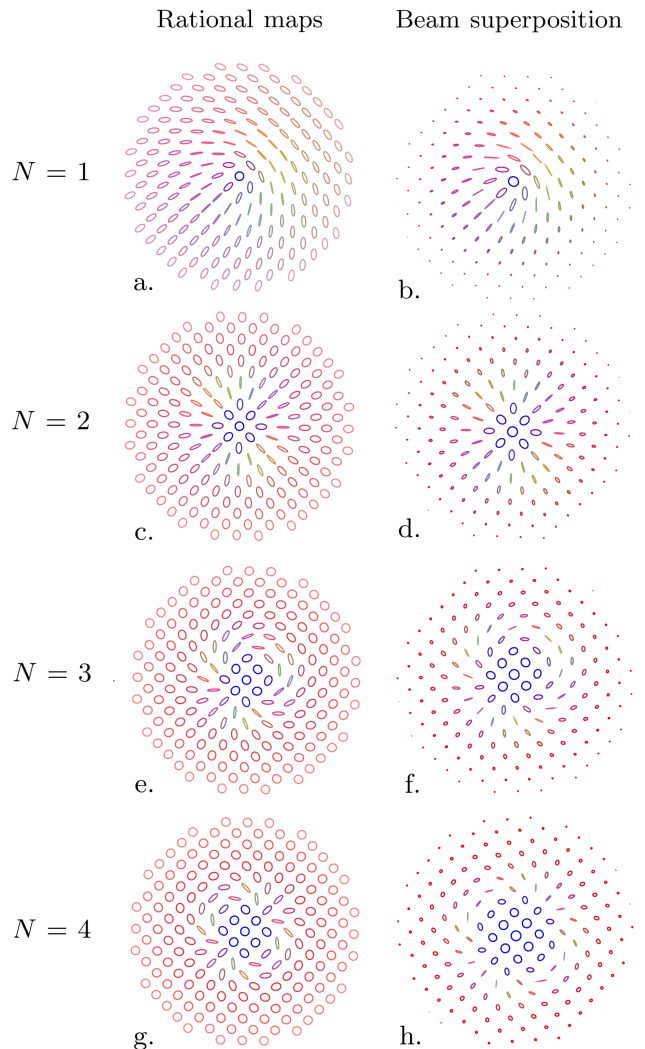 Rational maps Beam superposition
N = 1
a. b.
N = 2
c. d.
N = 3
e. f.
N = 4
g. h.